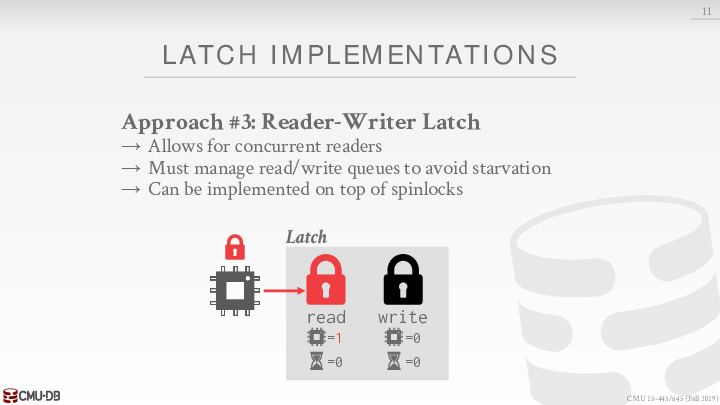 11
LATCH IMPLEMENTATIONS
Approach #3: Reader-Writer Latch
→ Allows for concurrent readers
→ Must manage read/write queues to avoid starvation
→ Can be implemented on top of spinlocks
Latch
read write
=1 =0
=0 =0
CMU·DB
CMU 15-445/645 (Fall 2019)